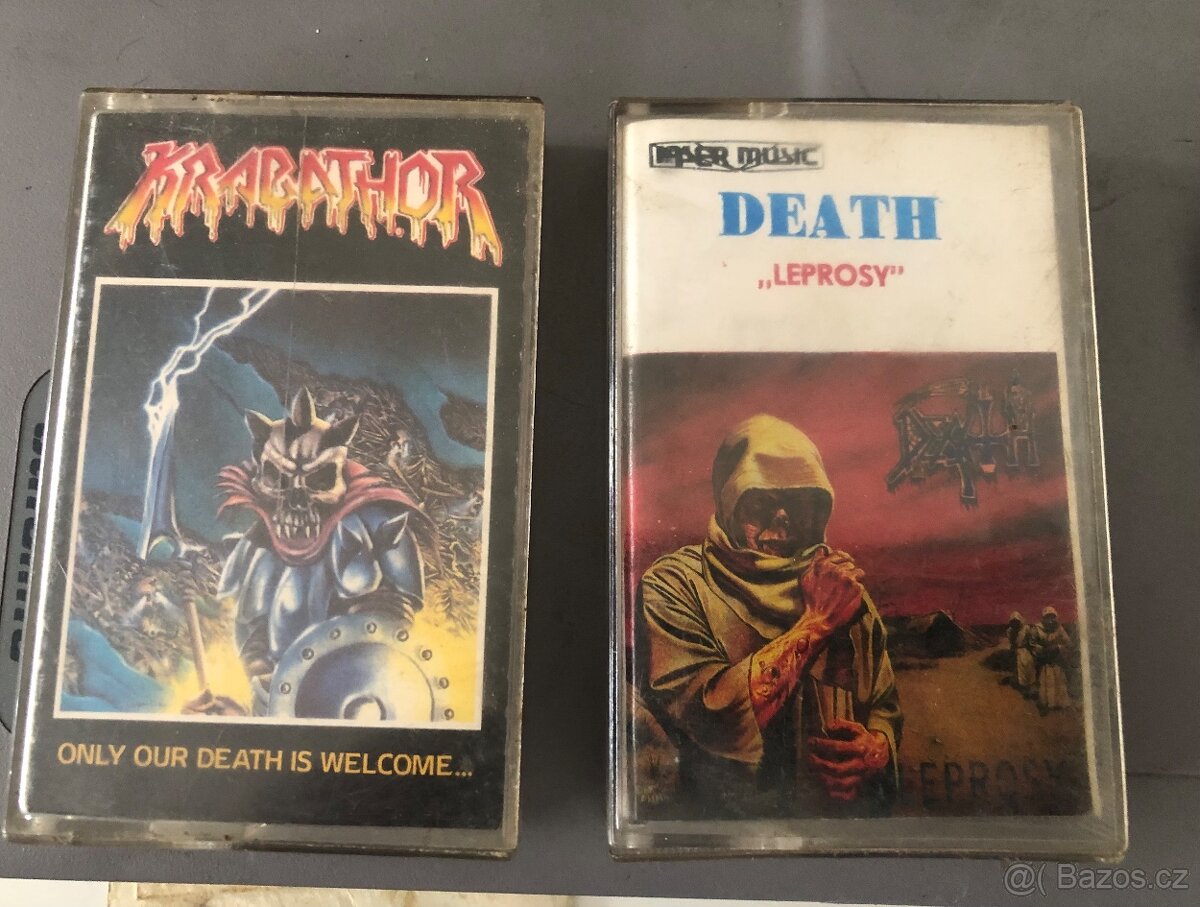 KRABATHOR
ONLY OUR DEATH IS WELCOME...
MUSIC
DEATH
„LEPROSY”
DEATH
LEPROSY
@( Bazos.cz